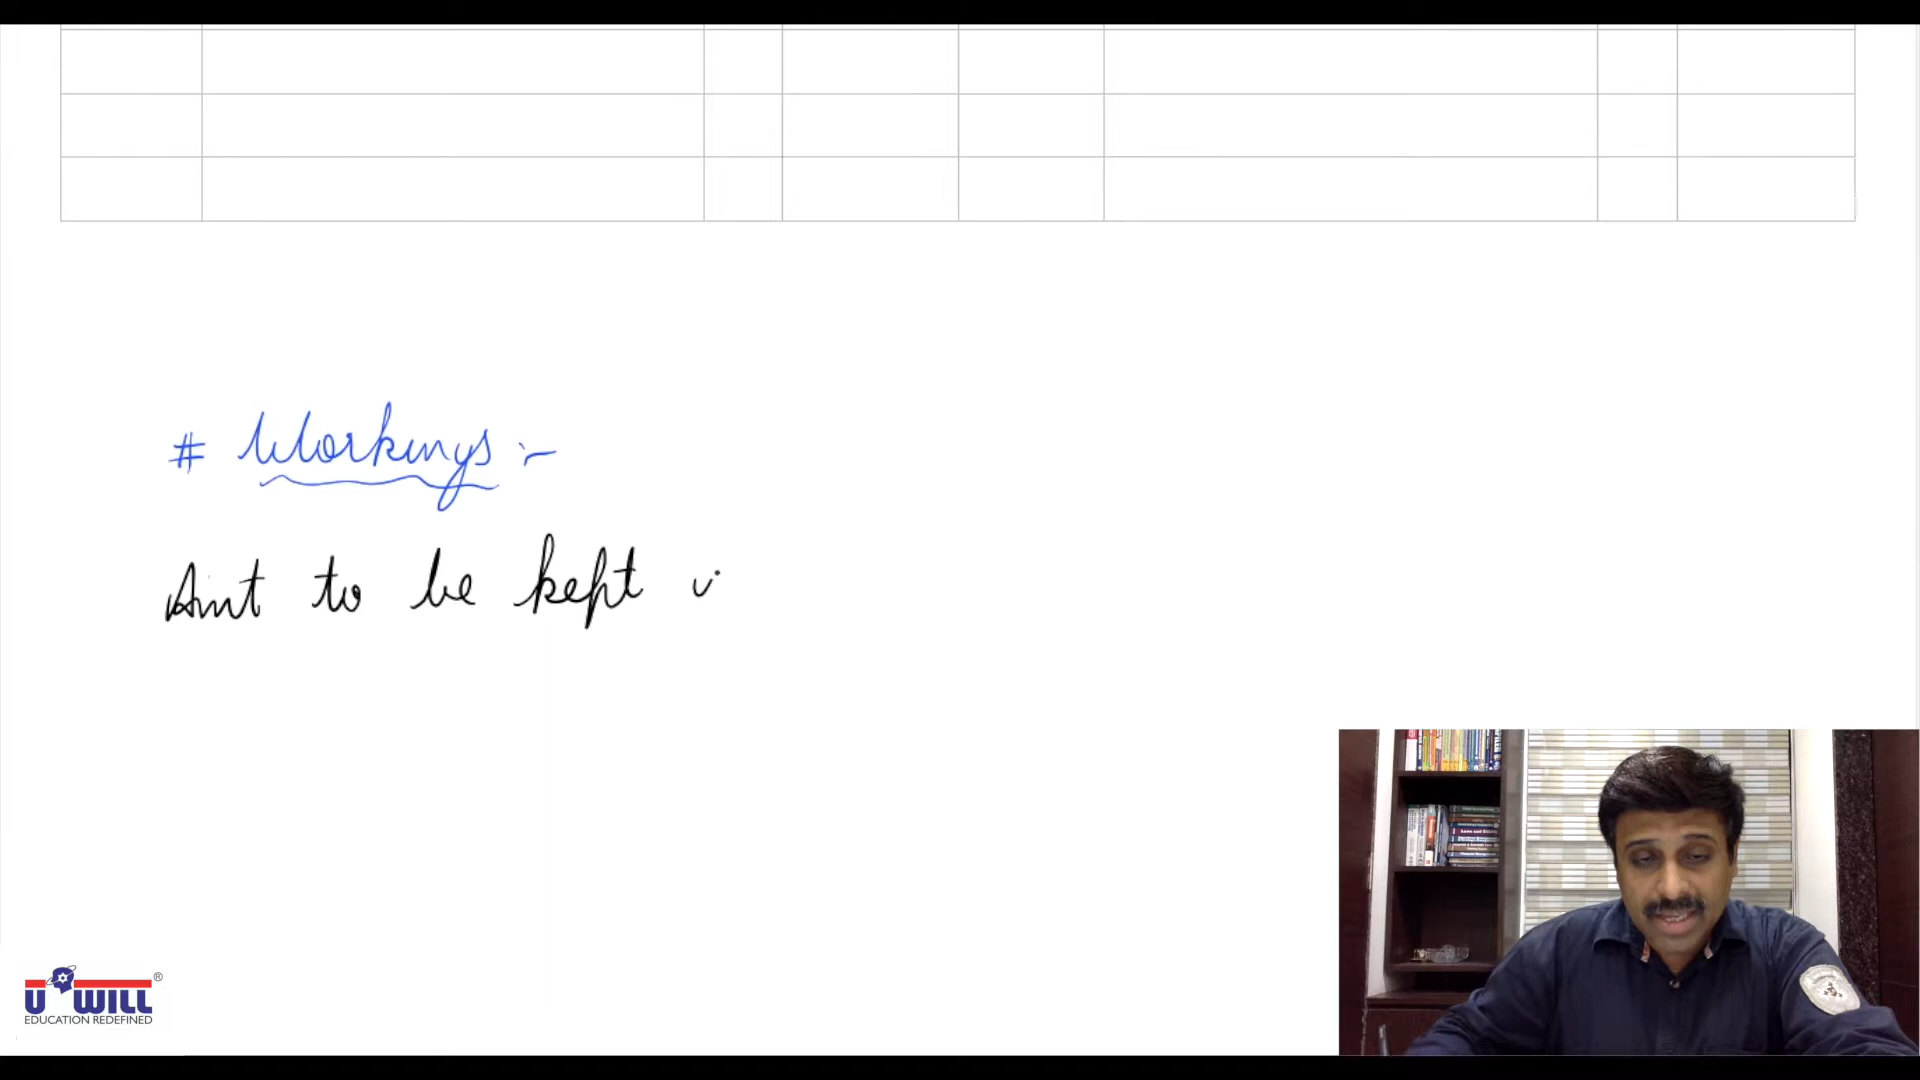 # Workings :-
Amt to be kept i
U WILL ®
EDUCATION REDEFINED